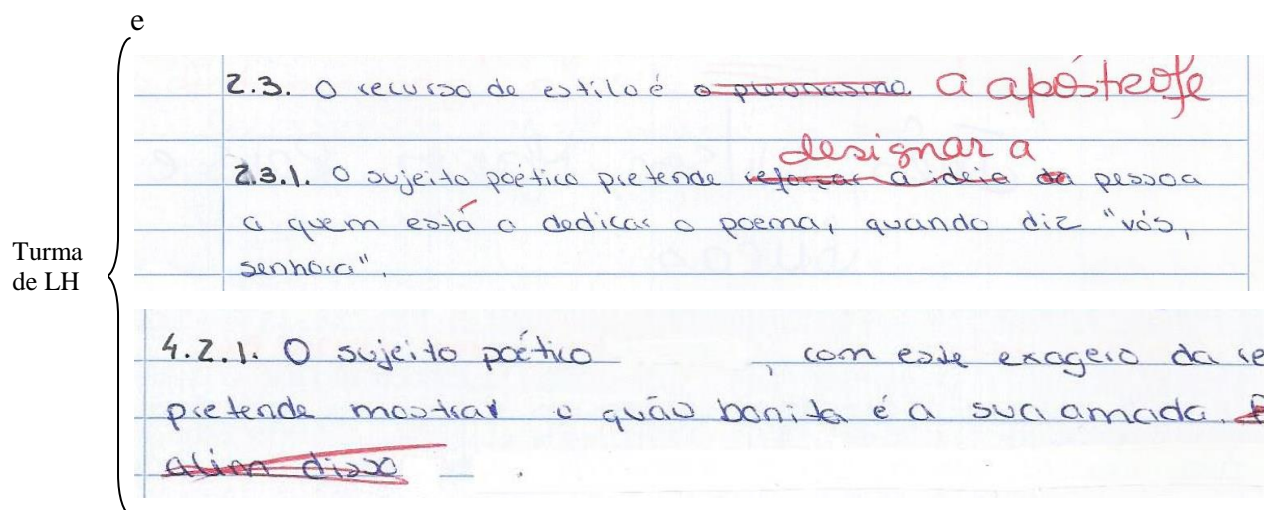 e
2.3. O recurso de estilo é o pleonasmo. a apóstrofe
designar a
2.3.1. O sujeito poético pretende reforçar a ideia da pessoa
a quem está a dedicar o poema, quando diz "vós,
senhora".
Turma
de LH
4.2.1. O sujeito poético , com este exagero da re
pretende mostrar o quão bonita é a sua amada.
além disso .